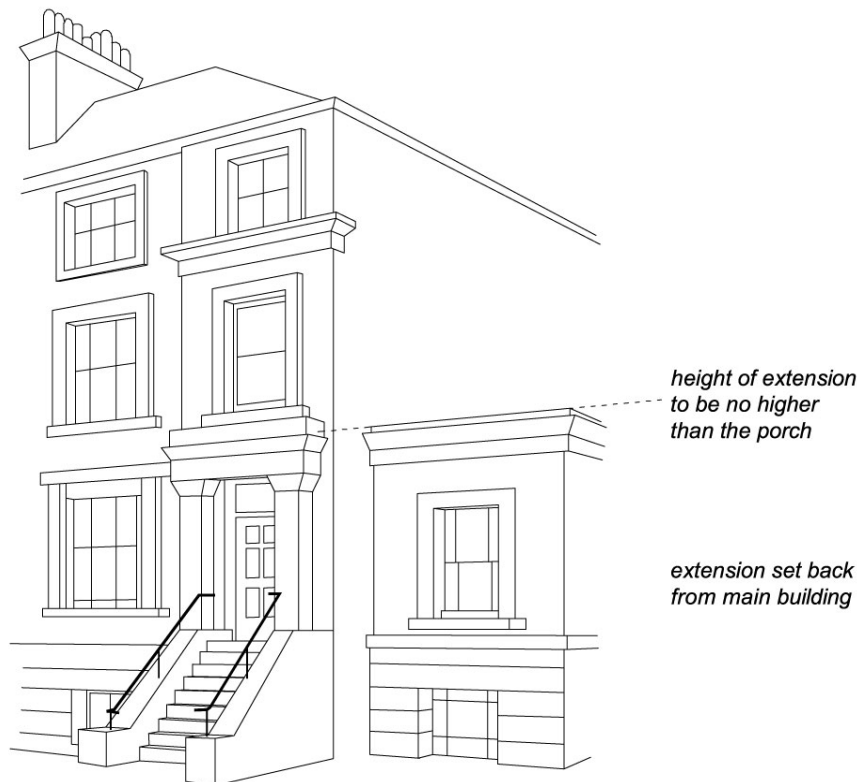 height of extension
to be no higher
than the porch
extension set back
from main building